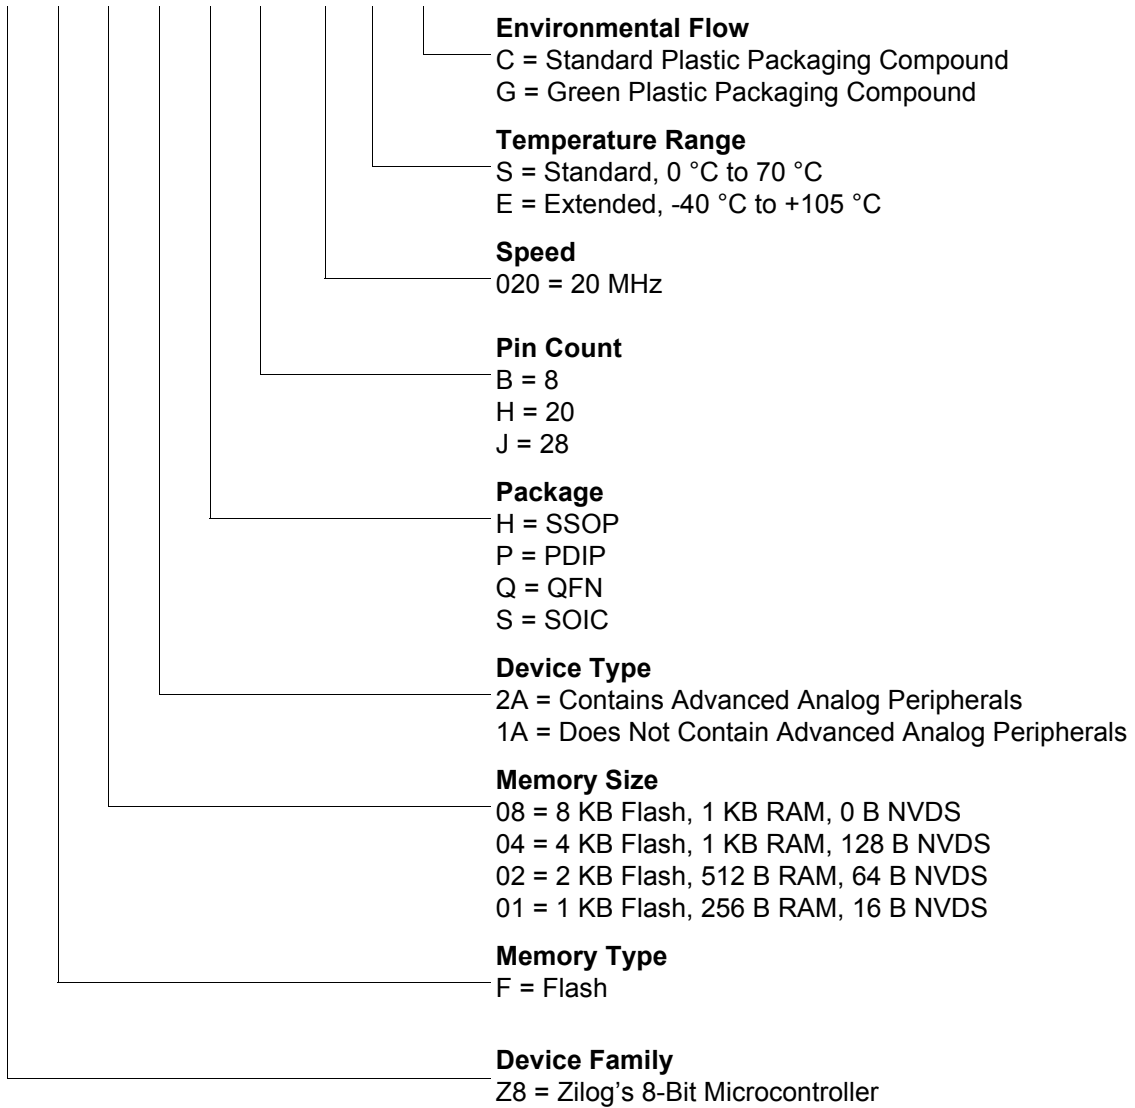 Environmental Flow
C = Standard Plastic Packaging Compound
G = Green Plastic Packaging Compound
Temperature Range
S = Standard, 0 °C to 70 °C
E = Extended, -40 °C to +105 °C
Speed
020 = 20 MHz
Pin Count
B = 8
H = 20
J = 28
Package
H = SSOP
P = PDIP
Q = QFN
S = SOIC
Device Type
2A = Contains Advanced Analog Peripherals
1A = Does Not Contain Advanced Analog Peripherals
Memory Size
08 = 8 KB Flash, 1 KB RAM, 0 B NVDS
04 = 4 KB Flash, 1 KB RAM, 128 B NVDS
02 = 2 KB Flash, 512 B RAM, 64 B NVDS
01 = 1 KB Flash, 256 B RAM, 16 B NVDS
Memory Type
F = Flash
Device Family
Z8 = Zilog's 8-Bit Microcontroller